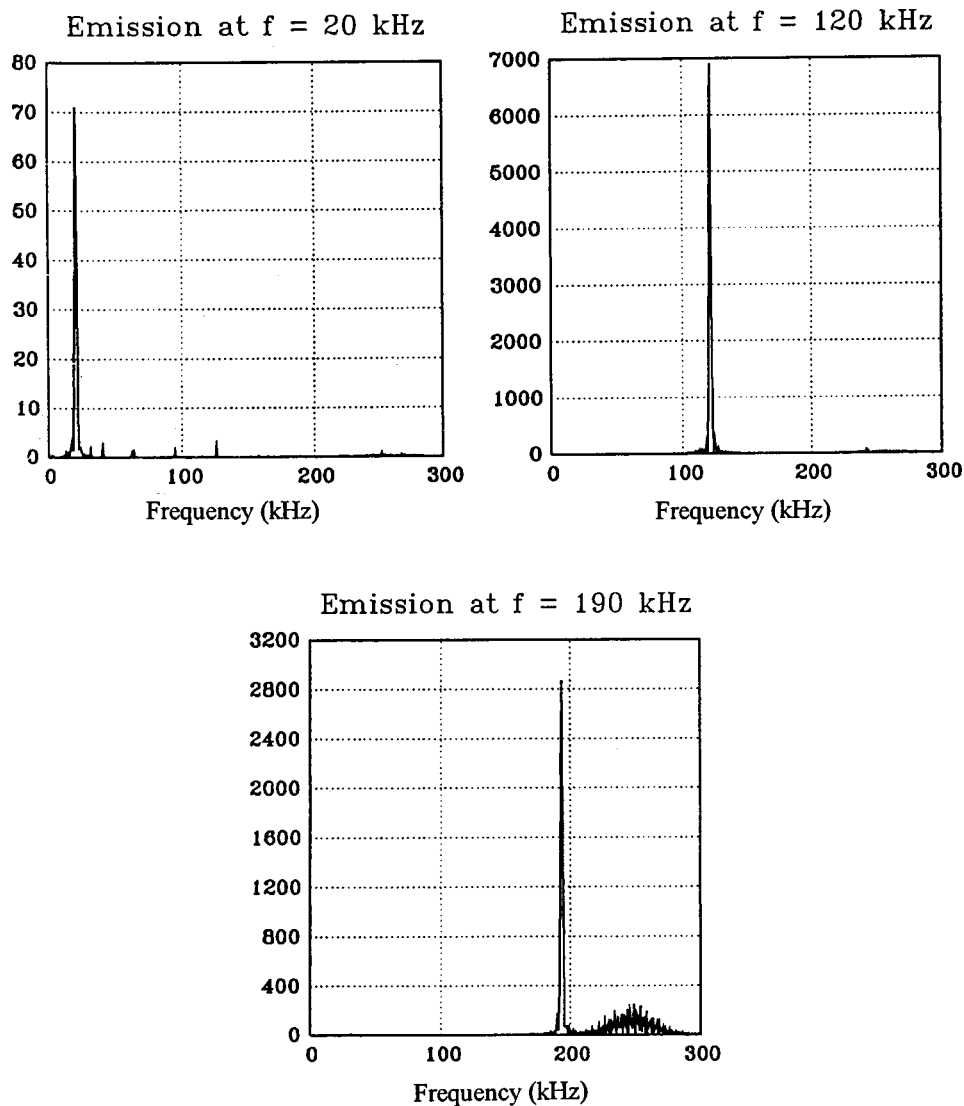 Emission at f = 20 kHz
80
70
60
50
40
30
20
10
0
0 100 200 300
Frequency (kHz)
Emission at f = 120 kHz
7000
6000
5000
4000
3000
2000
1000
0
0 100 200 300
Frequency (kHz)
Emission at f = 190 kHz
3200
2800
2400
2000
1600
1200
800
400
0
0 100 200 300
Frequency (kHz)